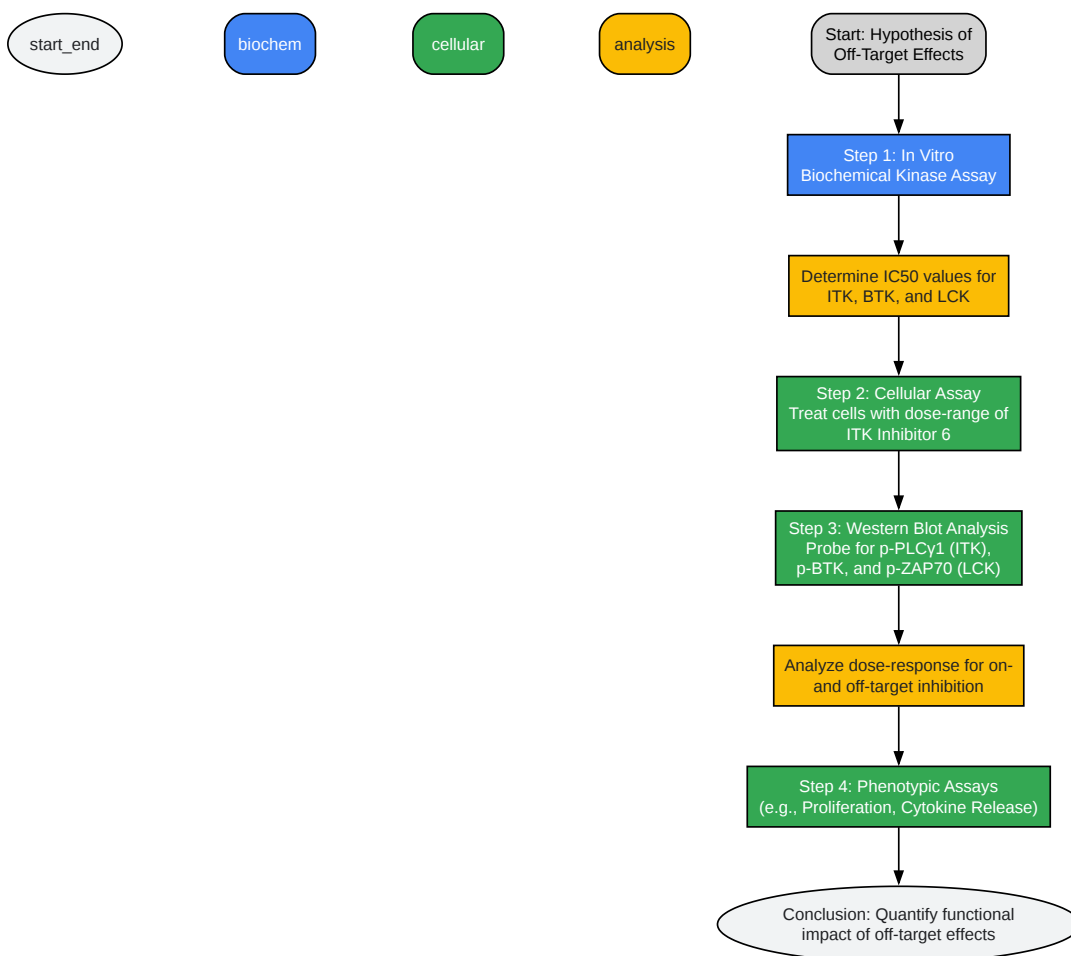 start_end
biochem
cellular
analysis
Start: Hypothesis of
Off-Target Effects
Step 1: In Vitro
Biochemical Kinase Assay
Determine IC50 values for
ITK, BTK, and LCK
Step 2: Cellular Assay
Treat cells with dose-range of
ITK Inhibitor 6
Step 3: Western Blot Analysis
Probe for p-PLCγ1 (ITK),
p-BTK, and p-ZAP70 (LCK)
Analyze dose-response for on-
and off-target inhibition
Step 4: Phenotypic Assays
(e.g., Proliferation, Cytokine Release)
Conclusion: Quantify functional
impact of off-target effects